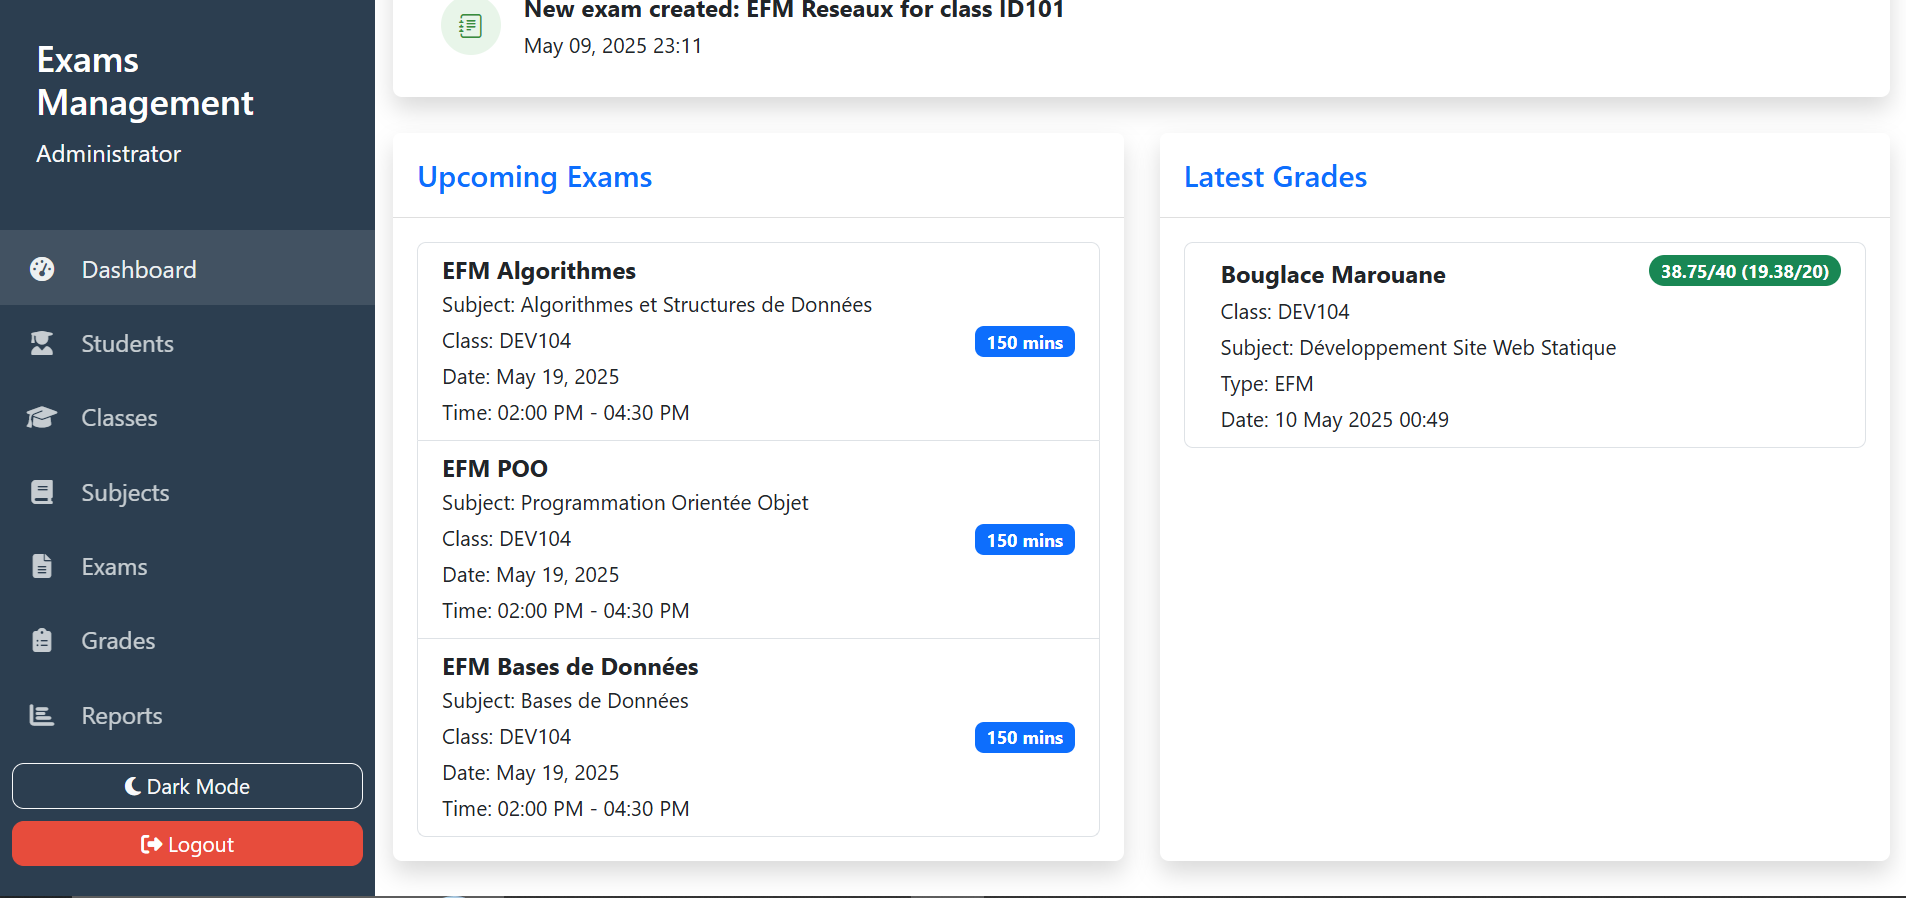 Exams
Management
Administrator
Dashboard
Students
Classes
Subjects
Exams
Grades
Reports
Dark Mode
Logout
New exam created: EFM Reseaux for class ID101
May 09, 2025 23:11
Upcoming Exams
EFM Algorithmes
Subject: Algorithmes et Structures de Données
Class: DEV104
150 mins
Date: May 19, 2025
Time: 02:00 PM - 04:30 PM
EFM POO
Subject: Programmation Orientée Objet
Class: DEV104
150 mins
Date: May 19, 2025
Time: 02:00 PM - 04:30 PM
EFM Bases de Données
Subject: Bases de Données
Class: DEV104
150 mins
Date: May 19, 2025
Time: 02:00 PM - 04:30 PM
Latest Grades
Bouglace Marouane
38.75/40 (19.38/20)
Class: DEV104
Subject: Développement Site Web Statique
Type: EFM
Date: 10 May 2025 00:49